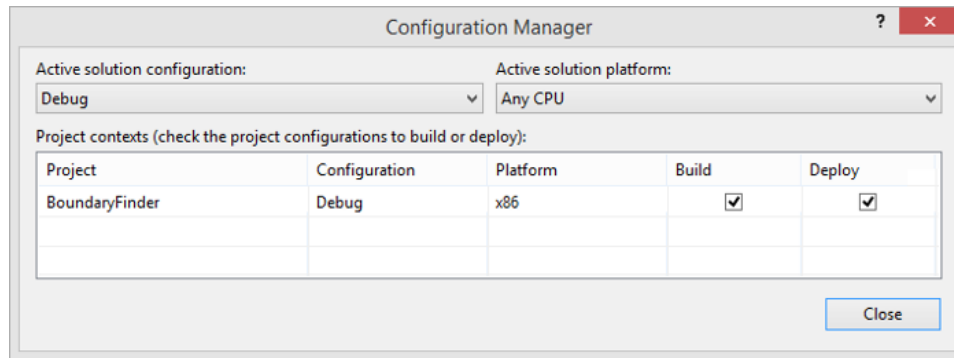 Configuration Manager
?
Active solution configuration:
Active solution platform:
Debug
Any CPU
Project contexts (check the project configurations to build or deploy):
Project Configuration Platform Build Deploy
BoundaryFinder Debug x86
Close